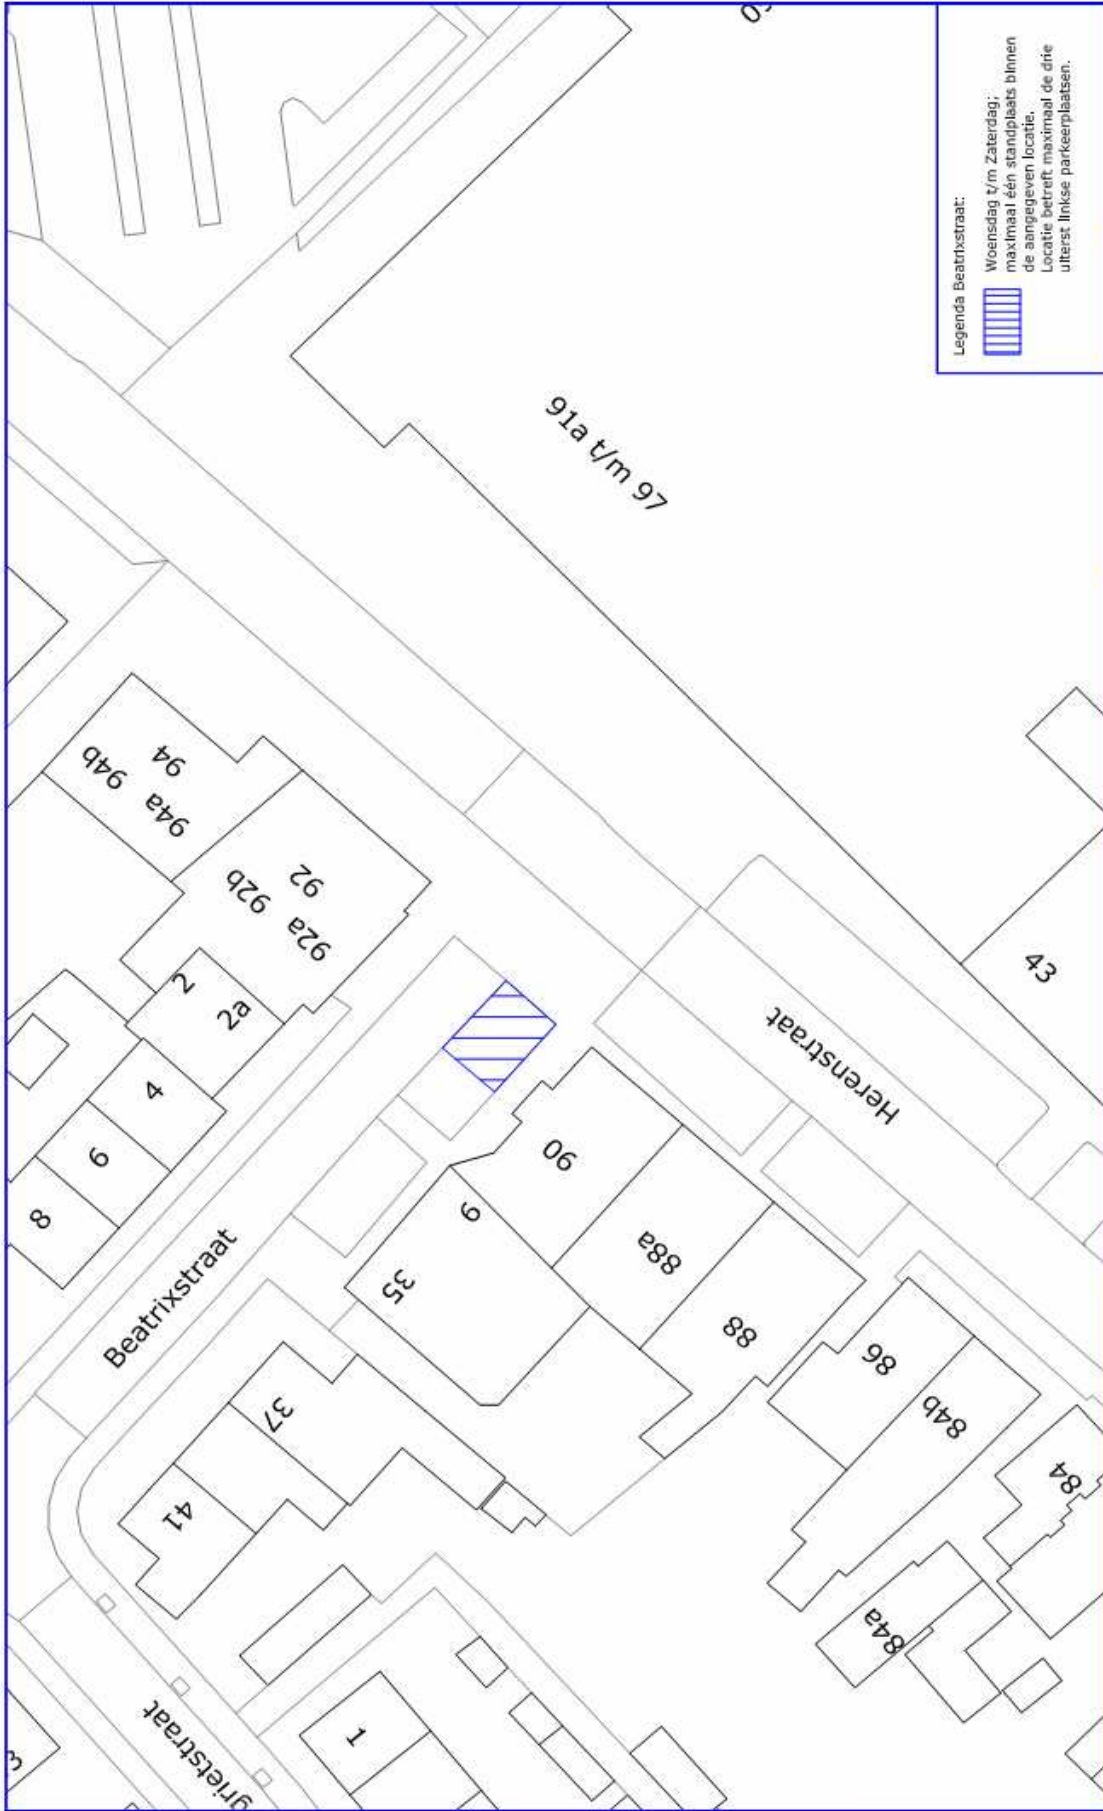 Legenda Beatrixstraat:
Woensdag t/m Zaterdag;
maximaal één standplaats binnen
de aangegeven locatie.
Locatie betreft maximaal de drie
uiterst linkse parkeerplaatsen.
91a t/m 97
94b
94
94a
92b
92
92a
2
2a
4
6
8
Beatrixstraat
Herenstraat
43
90
9
35
88a
88
86
84b
84
84a
37
41
1
3
grietstraat